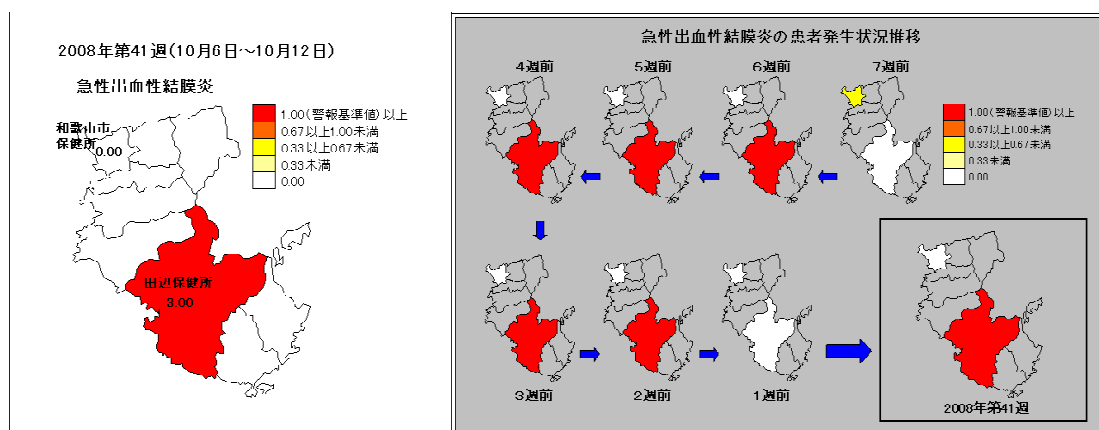 2008年第41週(10月6日~10月12日)
急性出血性結膜炎
和歌山市
保健所
0.00
1.00(警報基準値)以上
0.67以上1.00未満
0.33以上0.67未満
0.33未満
0.00
田辺保健所
3.00
急性出血性結膜炎の患者発生状況推移
4週前
5週前
6週前
7週前
1.00(警報基準値)以上
0.67以上1.00未満
0.33以上0.67未満
0.33未満
0.00
3週前
2週前
1週前
2008年第41週